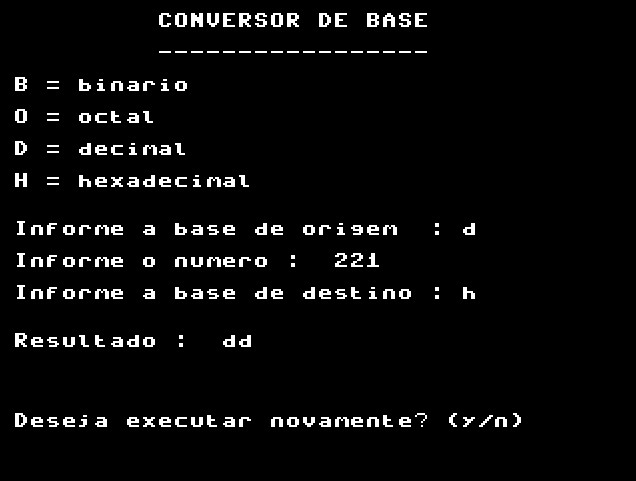 CONVERSOR DE BASE
-----------------
B = binario
O = octal
D = decimal
H = hexadecimal
Informe a base de origem : d
Informe o numero : 221
Informe a base de destino : h
Resultado : dd
Deseja executar novamente? (y/n)